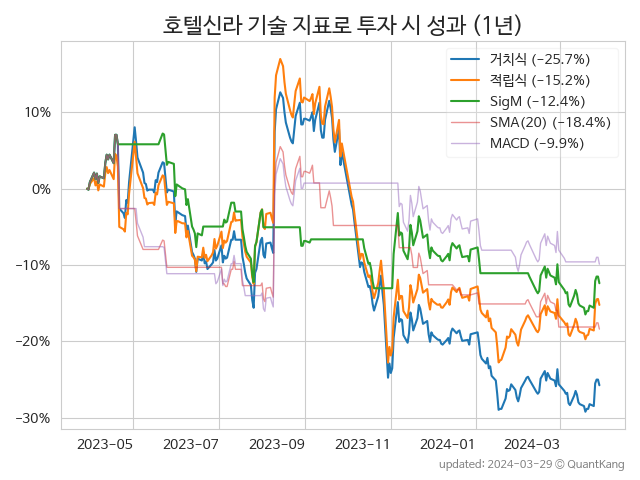 호텔신라 기술 지표로 투자 시 성과 (1년)
거치식 (−25.7%)
적립식 (−15.2%)
SigM (−12.4%)
SMA(20) (−18.4%)
MACD (−9.9%)
10%
0%
−10%
−20%
−30%
2023-05 2023-07 2023-09 2023-11 2024-01 2024-03
updated: 2024-03-29 © QuantKang